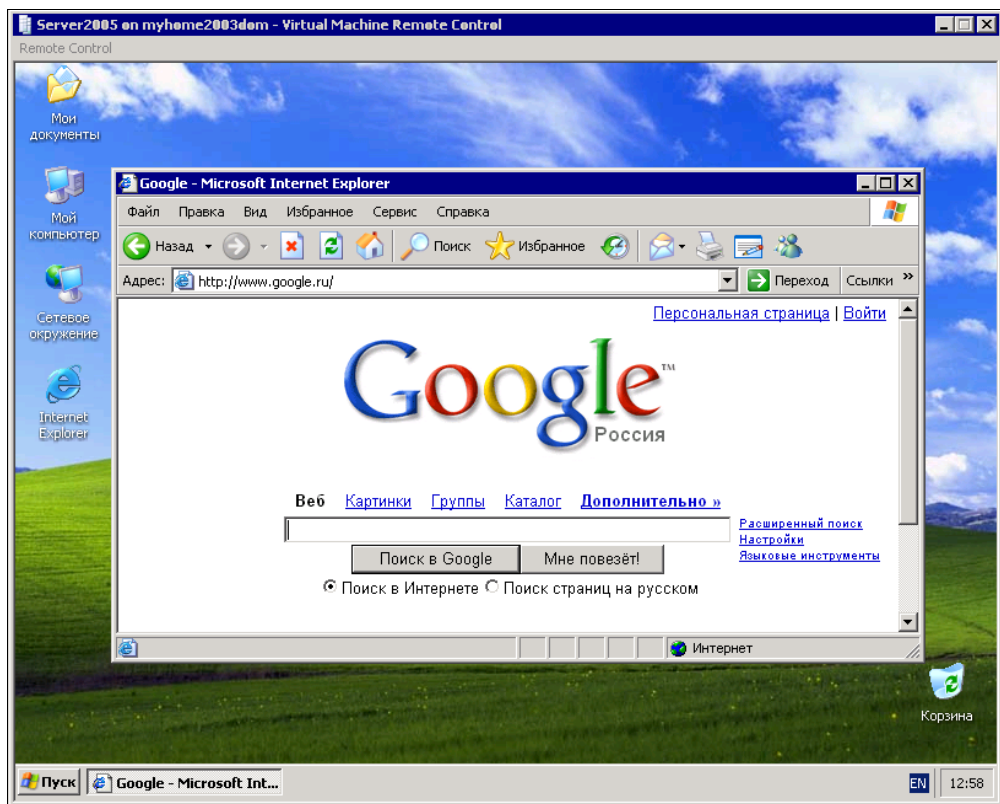 Server2005 on myhome2003dom - Virtual Machine Remote Control
Remote Control
Мои
документы
Мой
компьютер
Сетевое
окружение
Internet
Explorer
Google - Microsoft Internet Explorer
Файл Правка Вид Избранное Сервис Справка
Назад Поиск Избранное
Адрес: http://www.google.ru/ Переход Ссылки »
Персональная страница | Войти
Google™
Россия
Веб Картинки Группы Каталог Дополнительно »
Расширенный поиск
Настройки
Языковые инструменты
Поиск в Google Мне повезёт!
Поиск в Интернете Поиск страниц на русском
Интернет
Корзина
Пуск Google - Microsoft Int... EN 12:58